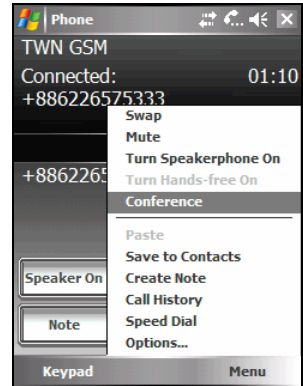 Phone
TWN GSM
Connected: 01:10
+886226575333
Swap
Mute
Turn Speakerphone On
+8862265
Turn Hands-free On
Conference
Paste
Save to Contacts
Speaker On
Create Note
Call History
Note
Speed Dial
Options...
Keypad Menu